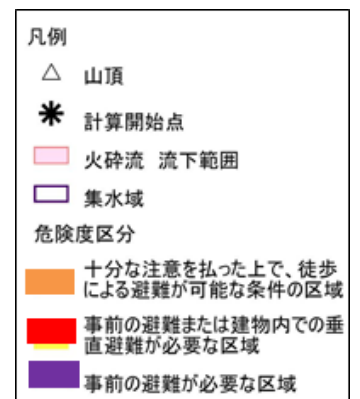 凡例
山頂
計算開始点
火砕流 流下範囲
集水域
危険度区分
十分な注意を払った上で、徒歩
による避難が可能な条件の区域
事前の避難または建物内での垂
直避難が必要な区域
事前の避難が必要な区域